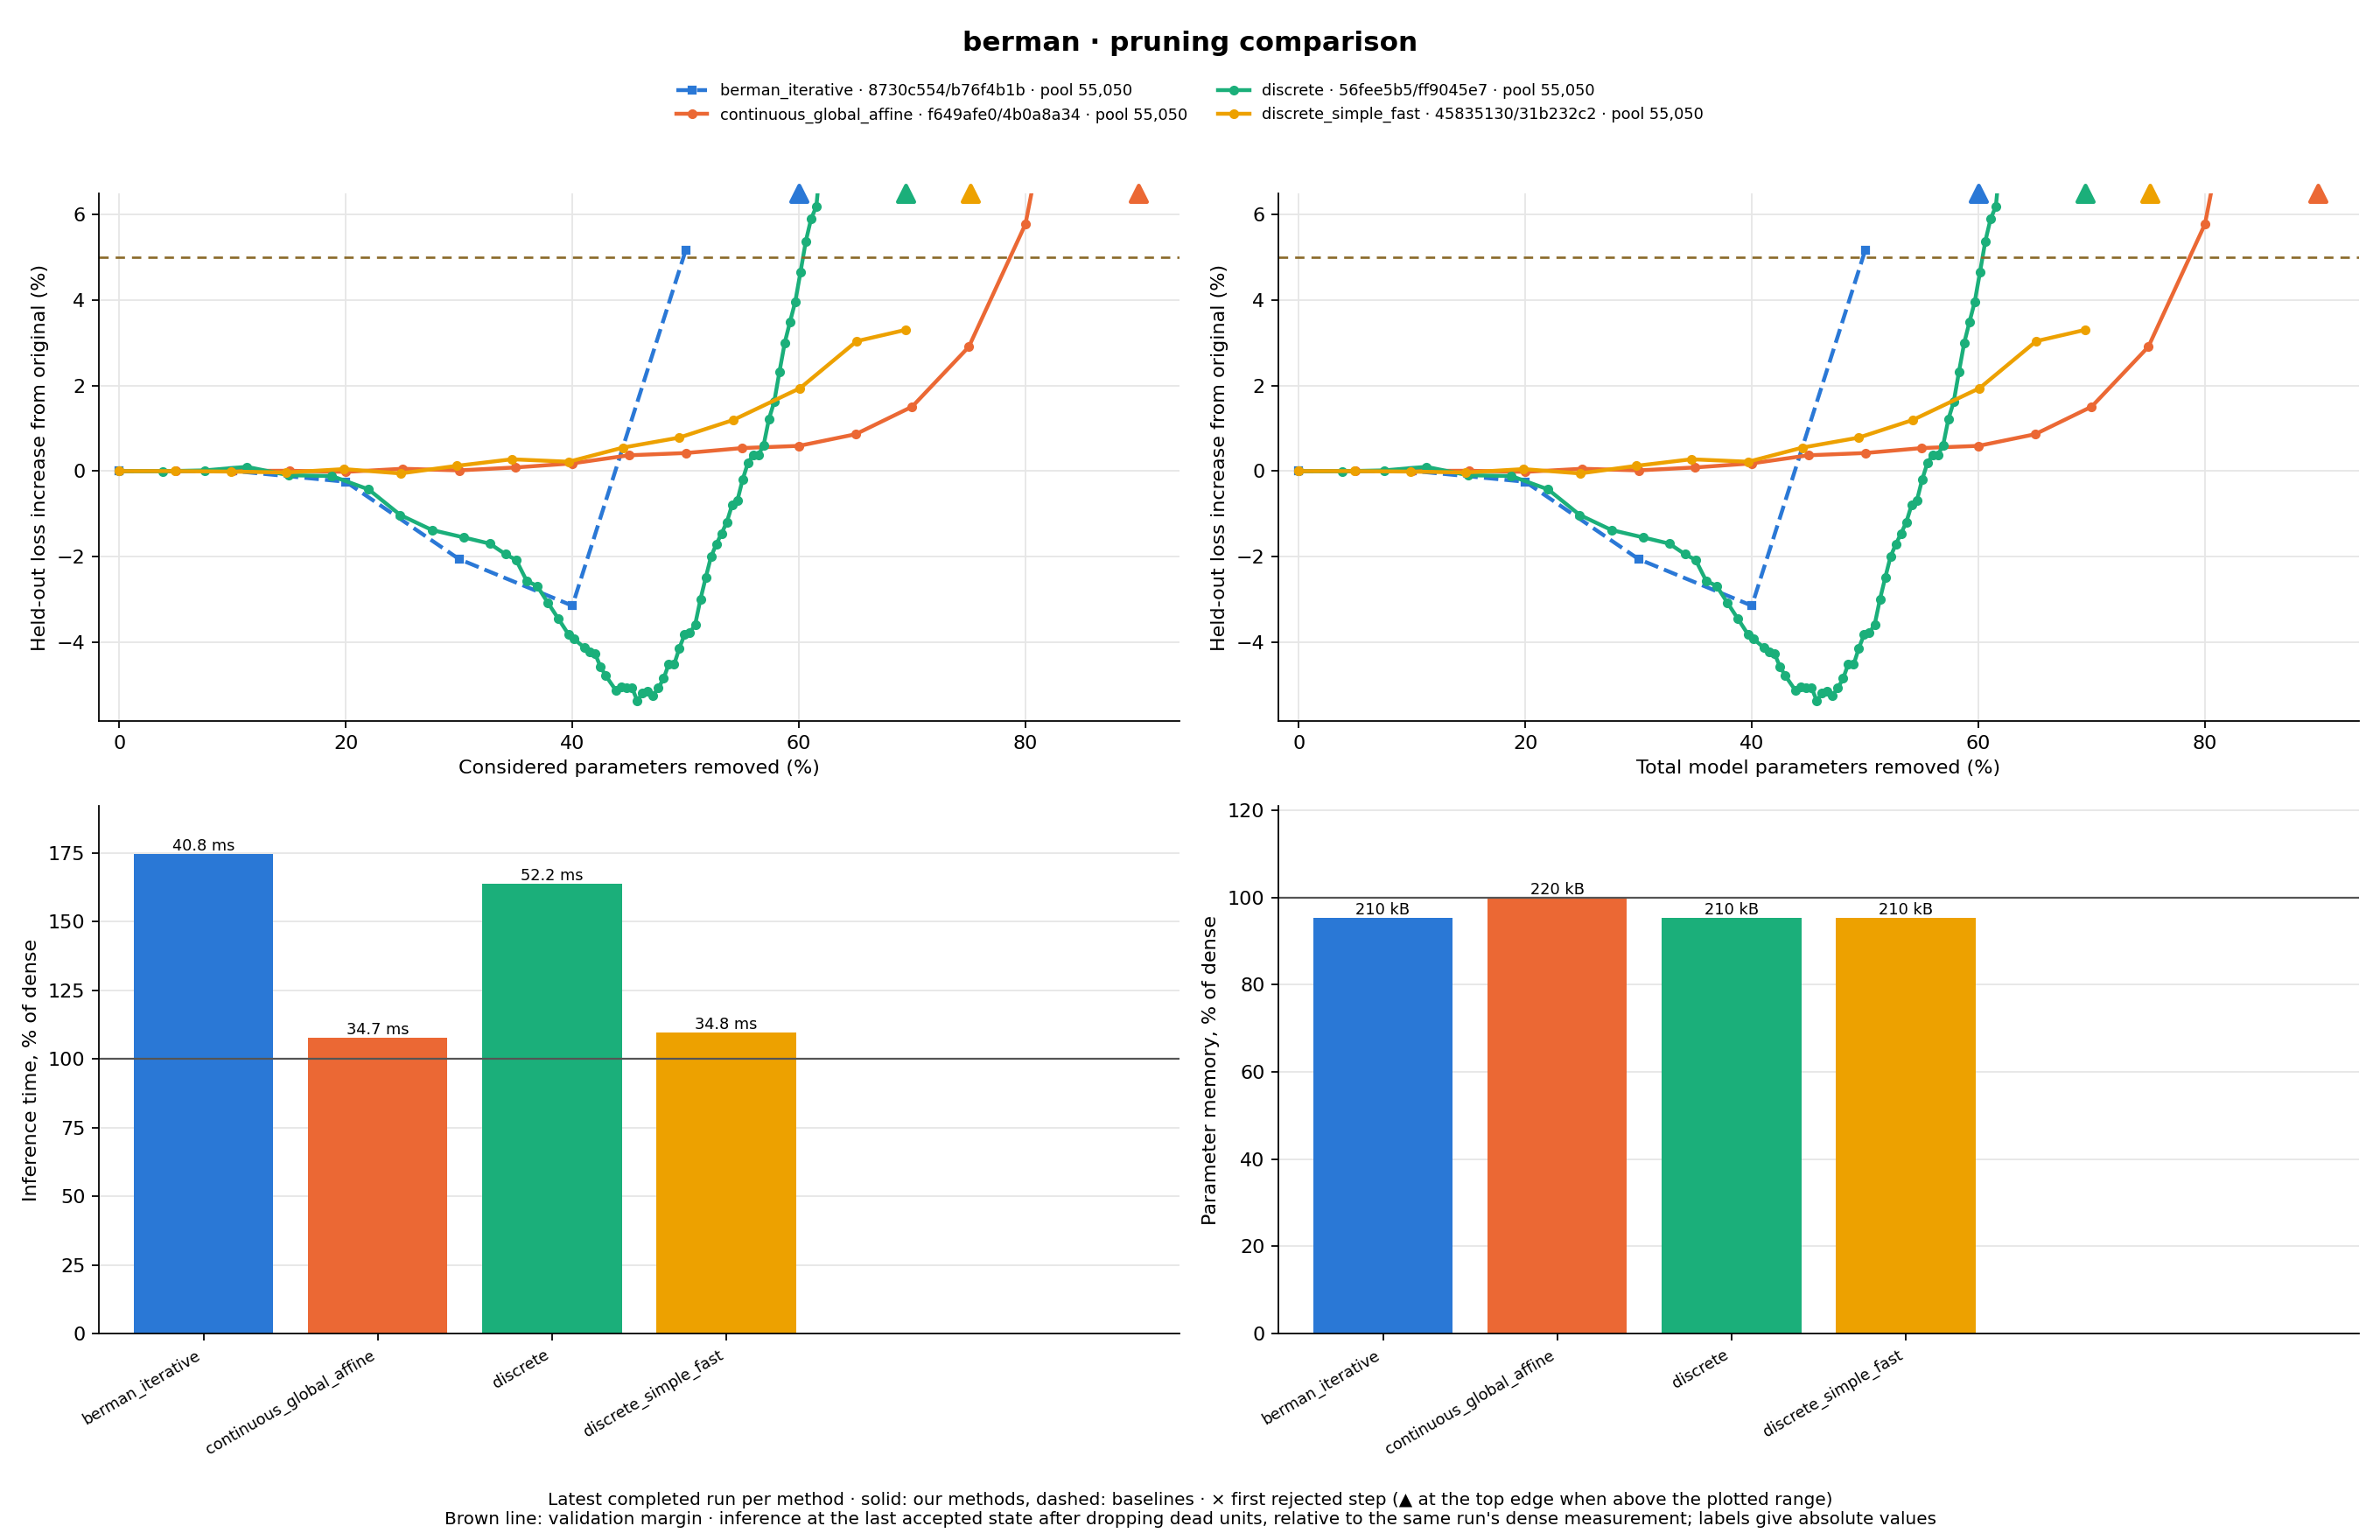 berman · pruning comparison
berman_iterative · 8730c554/b76f4b1b · pool 55,050
continuous_global_affine · f649afe0/4b0a8a34 · pool 55,050
discrete · 56fee5b5/ff9045e7 · pool 55,050
discrete_simple_fast · 45835130/31b232c2 · pool 55,050
Held-out loss increase from original (%)
6
4
2
0
−2
−4
0
20
40
60
80
Considered parameters removed (%)
Held-out loss increase from original (%)
6
4
2
0
−2
−4
0
20
40
60
80
Total model parameters removed (%)
Inference time, % of dense
175
150
125
100
75
50
25
0
40.8 ms
34.7 ms
52.2 ms
34.8 ms
berman_iterative
continuous_global_affine
discrete
discrete_simple_fast
Parameter memory, % of dense
120
100
80
60
40
20
0
210 kB
220 kB
210 kB
210 kB
berman_iterative
continuous_global_affine
discrete
discrete_simple_fast
Latest completed run per method · solid: our methods, dashed: baselines · × first rejected step (▲ at the top edge when above the plotted range)
Brown line: validation margin · inference at the last accepted state after dropping dead units, relative to the same run's dense measurement; labels give absolute values